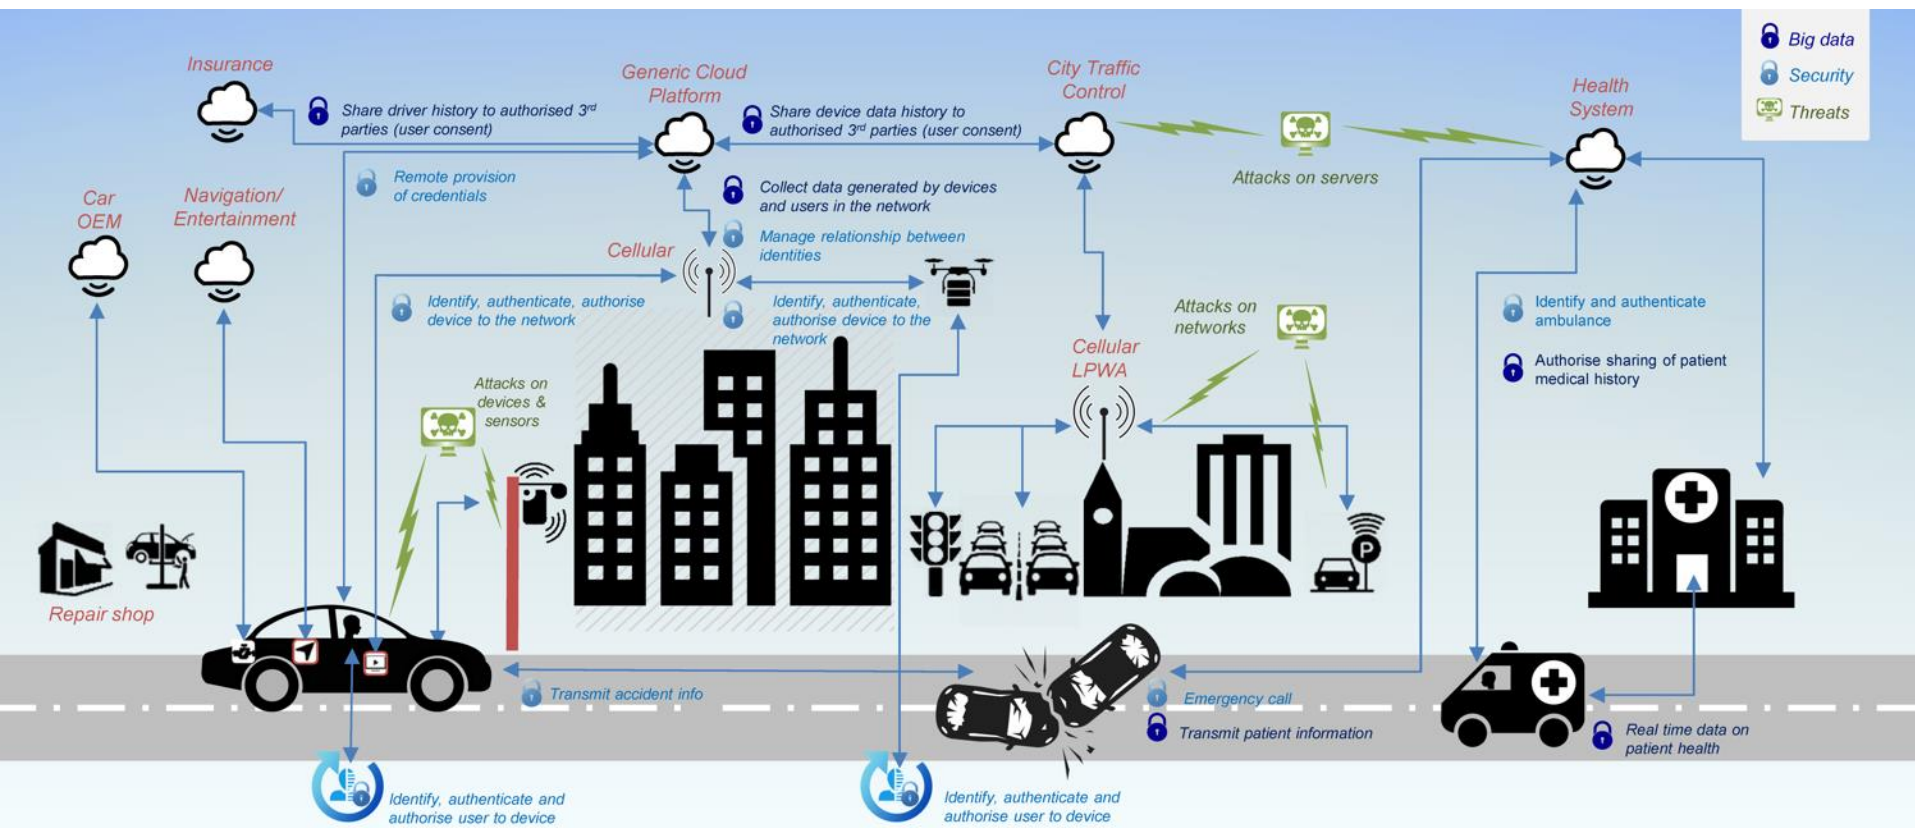 Big data
Security
Threats
Insurance
Share driver history to authorised 3rd
parties (user consent)
Generic Cloud
Platform
Share device data history to
authorised 3rd parties (user consent)
City Traffic
Control
Attacks on servers
Health
System
Car
OEM
Navigation/
Entertainment
Remote provision
of credentials
Collect data generated by devices
and users in the network
Manage relationship between
identities
Cellular
Identify, authenticate, authorise
device to the network
Identify, authenticate,
authorise device to the
network
Attacks on
networks
Cellular
LPWA
Identify and authenticate
ambulance
Authorise sharing of patient
medical history
Attacks on
devices &
sensors
P
Repair shop
Transmit accident info
Emergency call
Transmit patient information
Real time data on
patient health
Identify, authenticate and
authorise user to device
Identify, authenticate and
authorise user to device